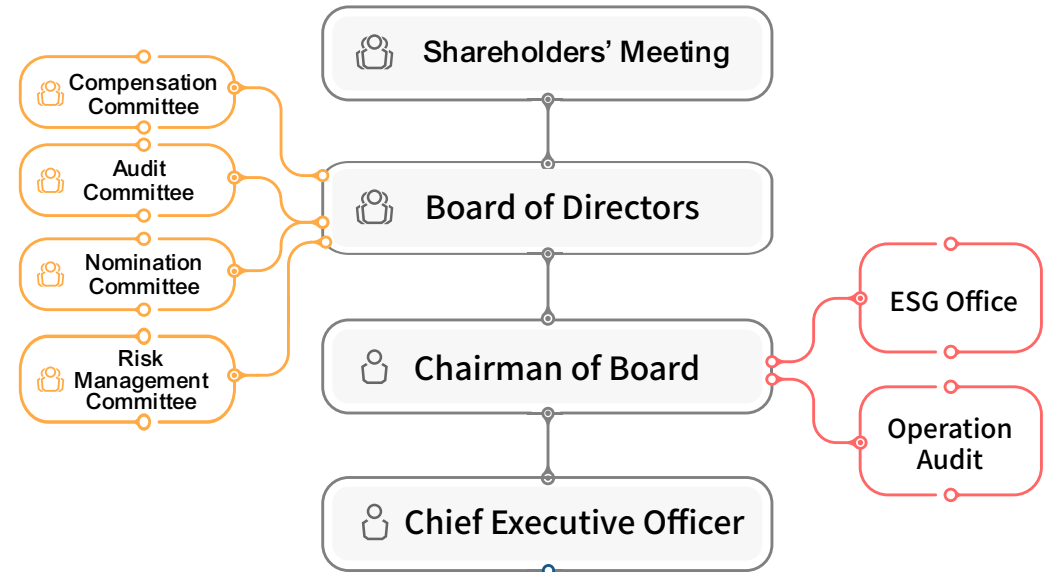 Shareholders’ Meeting
Compensation
Committee
Audit
Committee
Board of Directors
Nomination
Committee
ESG Office
Risk
Management
Committee
Chairman of Board
Operation
Audit
Chief Executive Officer